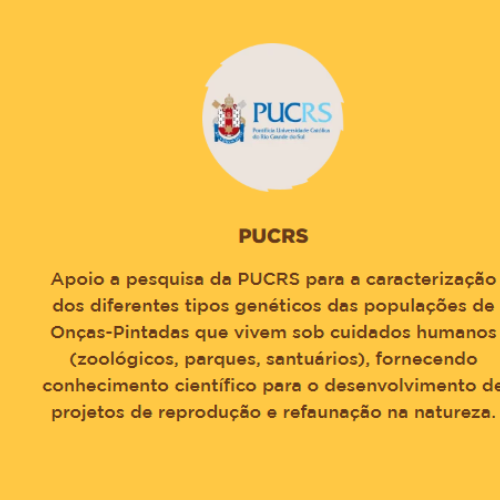 PUCRS
Pontifícia Universidade Católica
do Rio Grande do Sul
PUCRS
Apoio a pesquisa da PUCRS para a caracterização
dos diferentes tipos genéticos das populações de
Onças-Pintadas que vivem sob cuidados humanos
(zoológicos, parques, santuários), fornecendo
conhecimento científico para o desenvolvimento de
projetos de reprodução e refaunação na natureza.